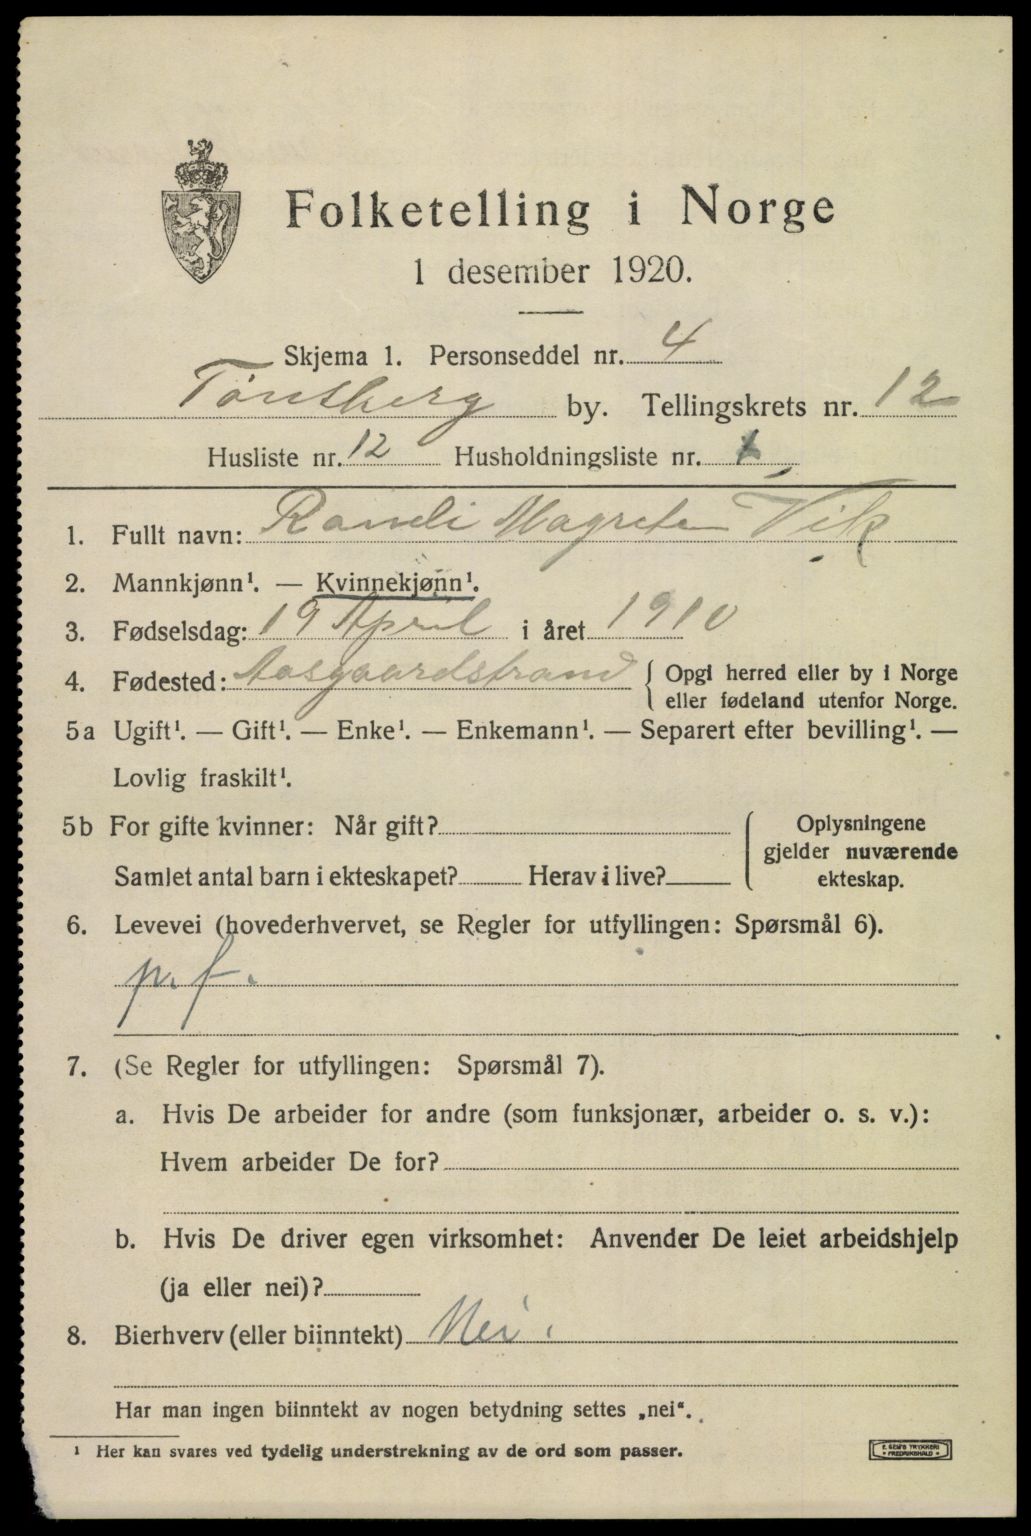 Folketelling i Norge
1 desember 1920.
Skjema 1. Personseddel nr. 4
Tønsberg by. Tellingskrets nr. 12
Husliste nr. 12 Husholdningsliste nr. 1
1. Fullt navn: Randi Magrete Vik
2. Mannkjønn¹. — Kvinnekjønn¹.
3. Fødselsdag: 19 April i året 1910
4. Fødested: Aasgaardstrand { Opgi herred eller by i Norge
eller fødeland utenfor Norge.
5a Ugift¹. — Gift¹. — Enke¹. — Enkemann¹. — Separert efter bevilling¹. —
Lovlig fraskilt¹.
5b For gifte kvinner: Når gift?
Samlet antal barn i ekteskapet? Herav i live?
Oplysningene
gjelder nuværende
ekteskap.
6. Levevei (hovederhvervet, se Regler for utfyllingen: Spørsmål 6).
p. f.
7. (Se Regler for utfyllingen: Spørsmål 7).
a. Hvis De arbeider for andre (som funksjonær, arbeider o. s. v.):
Hvem arbeider De for?
b. Hvis De driver egen virksomhet: Anvender De leiet arbeidshjelp
(ja eller nei)?
8. Bierhverv (eller biinntekt) Nei.
Har man ingen biinntekt av nogen betydning settes „nei“.
¹ Her kan svares ved tydelig understrekning av de ord som passer.
E. SEM'S TRYKKERI
FREDRIKSHALD